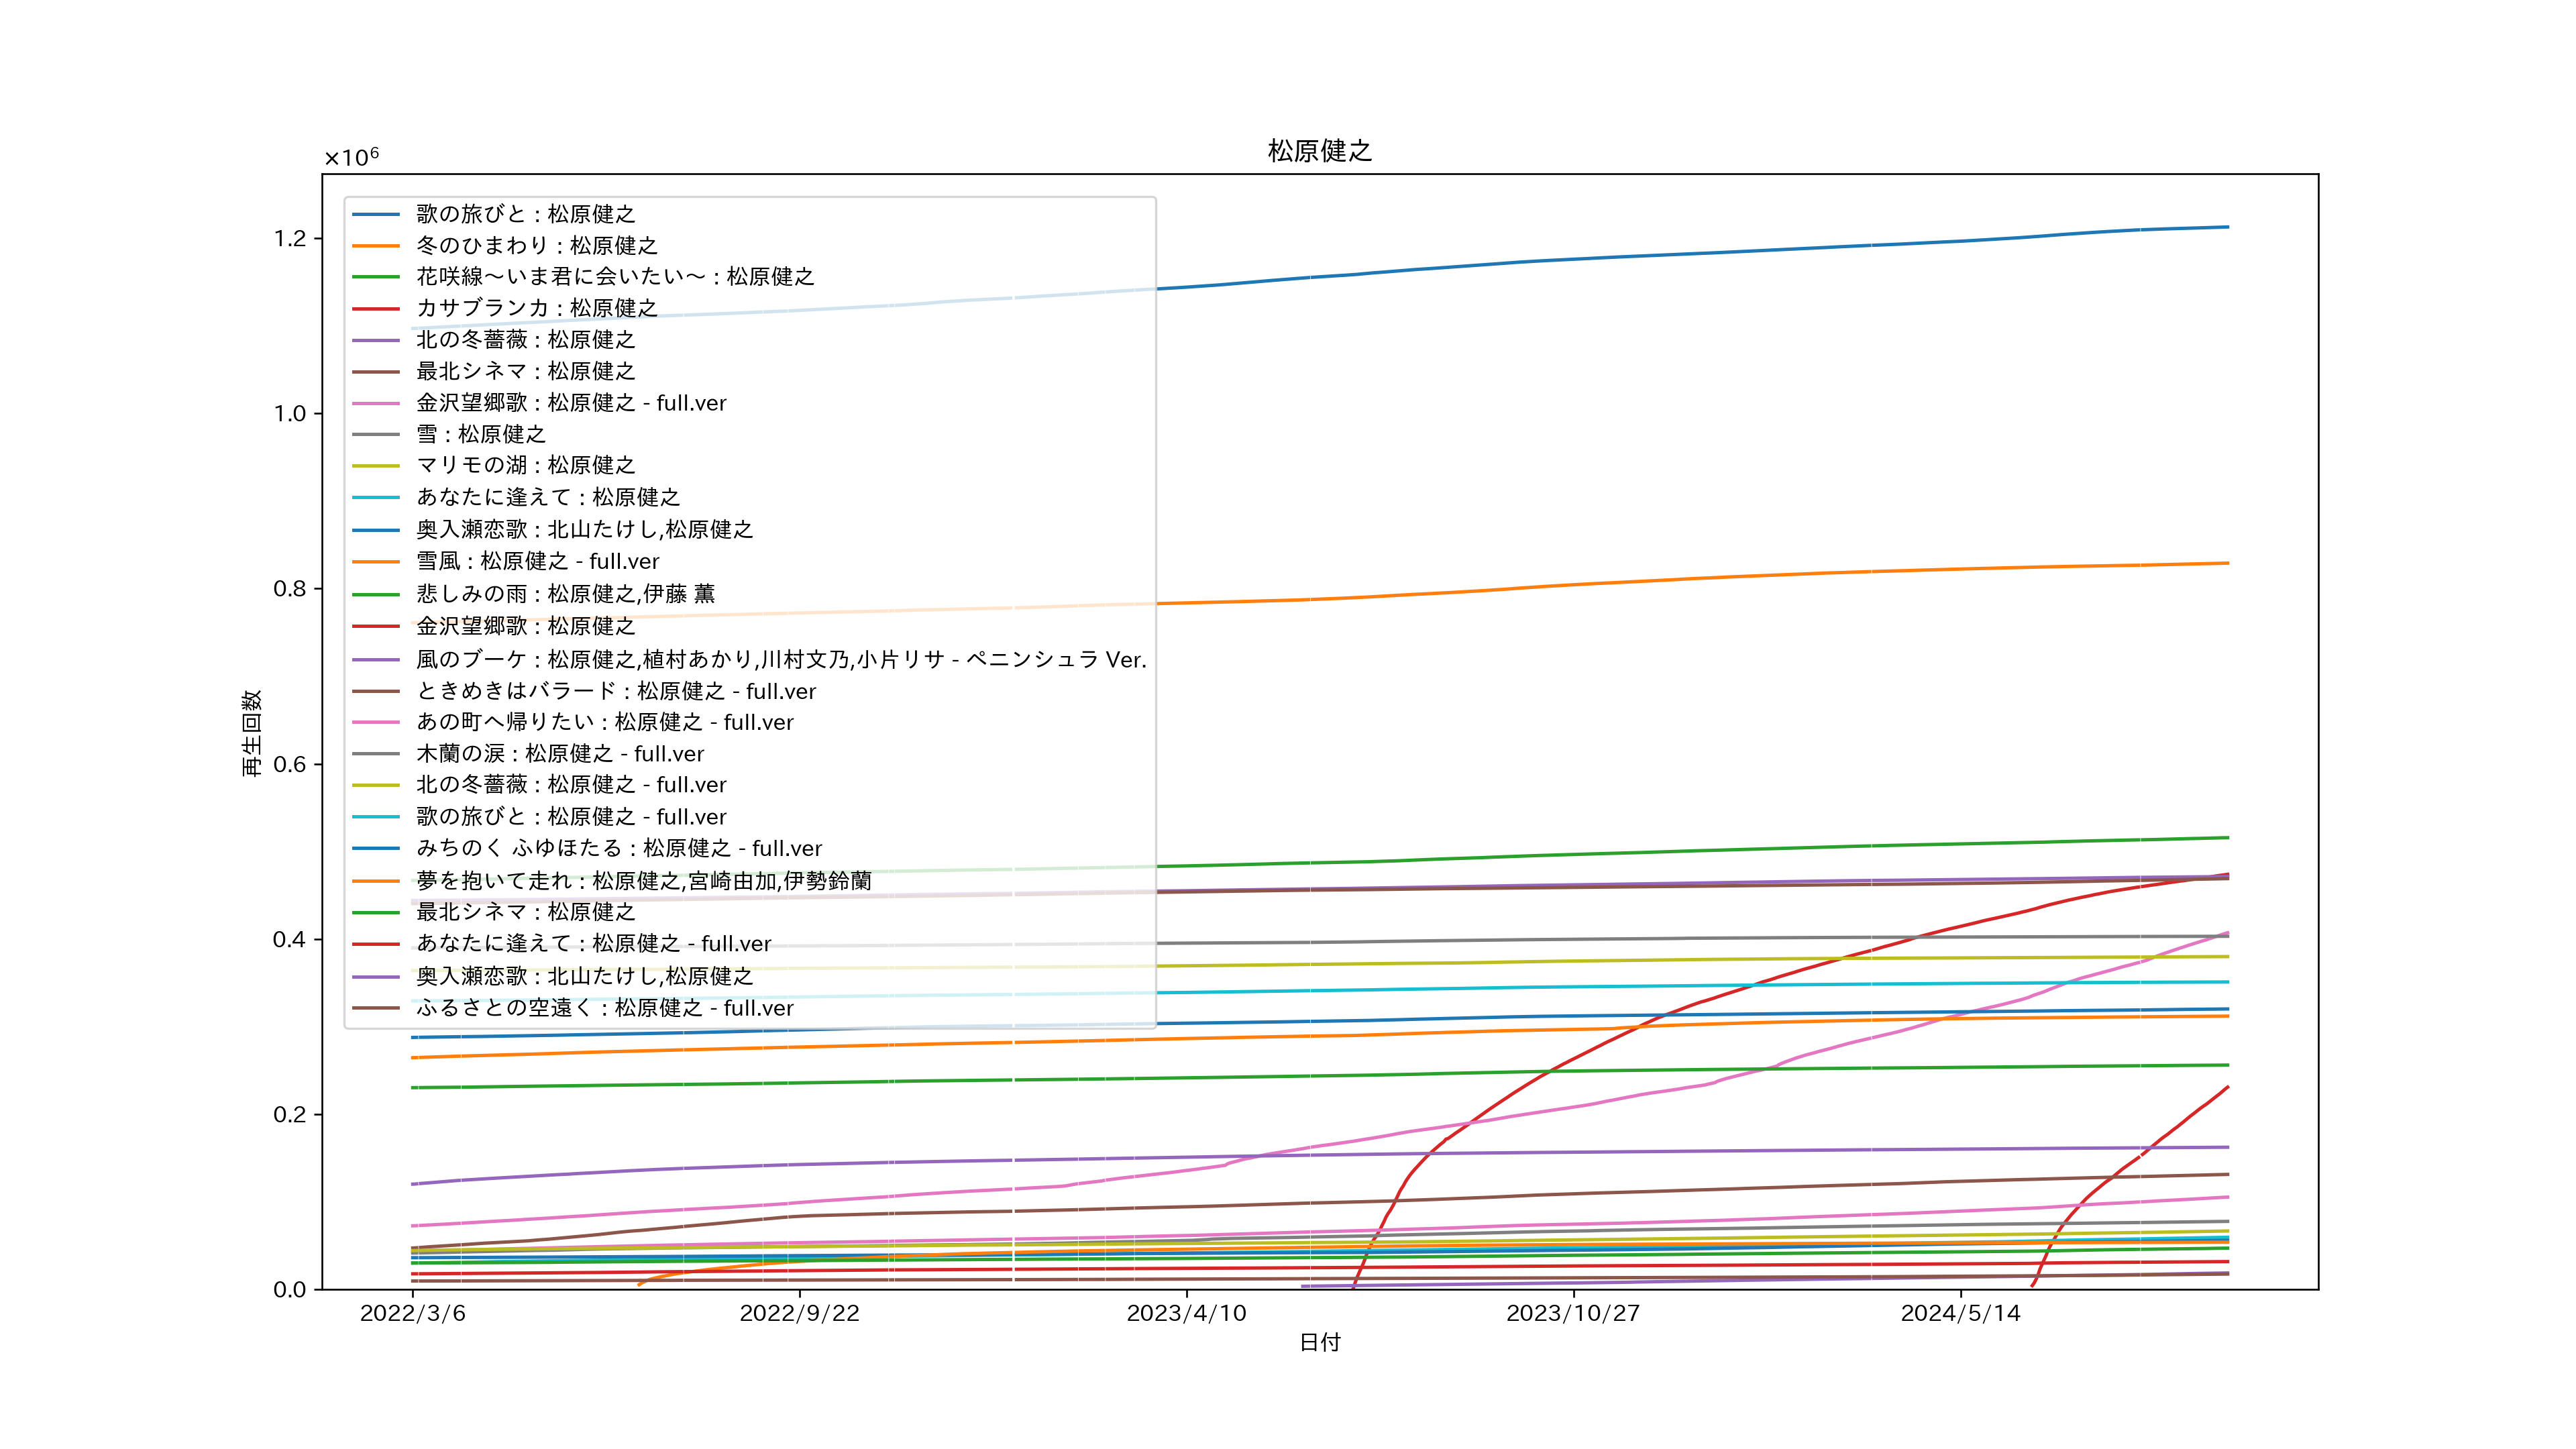 松原健之
×10⁶
歌の旅びと : 松原健之
冬のひまわり : 松原健之
花咲線～いま君に会いたい～ : 松原健之
カサブランカ : 松原健之
北の冬薔薇 : 松原健之
最北シネマ : 松原健之
金沢望郷歌 : 松原健之 - full.ver
雪 : 松原健之
マリモの湖 : 松原健之
あなたに逢えて : 松原健之
奥入瀬恋歌 : 北山たけし,松原健之
雪風 : 松原健之 - full.ver
悲しみの雨 : 松原健之,伊藤 薫
金沢望郷歌 : 松原健之
風のブーケ : 松原健之,植村あかり,川村文乃,小片リサ - ペニンシュラ Ver.
ときめきはバラード : 松原健之 - full.ver
あの町へ帰りたい : 松原健之 - full.ver
木蘭の涙 : 松原健之 - full.ver
北の冬薔薇 : 松原健之 - full.ver
歌の旅びと : 松原健之 - full.ver
みちのく ふゆほたる : 松原健之 - full.ver
夢を抱いて走れ : 松原健之,宮崎由加,伊勢鈴蘭
最北シネマ : 松原健之
あなたに逢えて : 松原健之 - full.ver
奥入瀬恋歌 : 北山たけし,松原健之
ふるさとの空遠く : 松原健之 - full.ver
再生回数
1.2
1.0
0.8
0.6
0.4
0.2
0.0
2022/3/6
2022/9/22
2023/4/10
2023/10/27
2024/5/14
日付